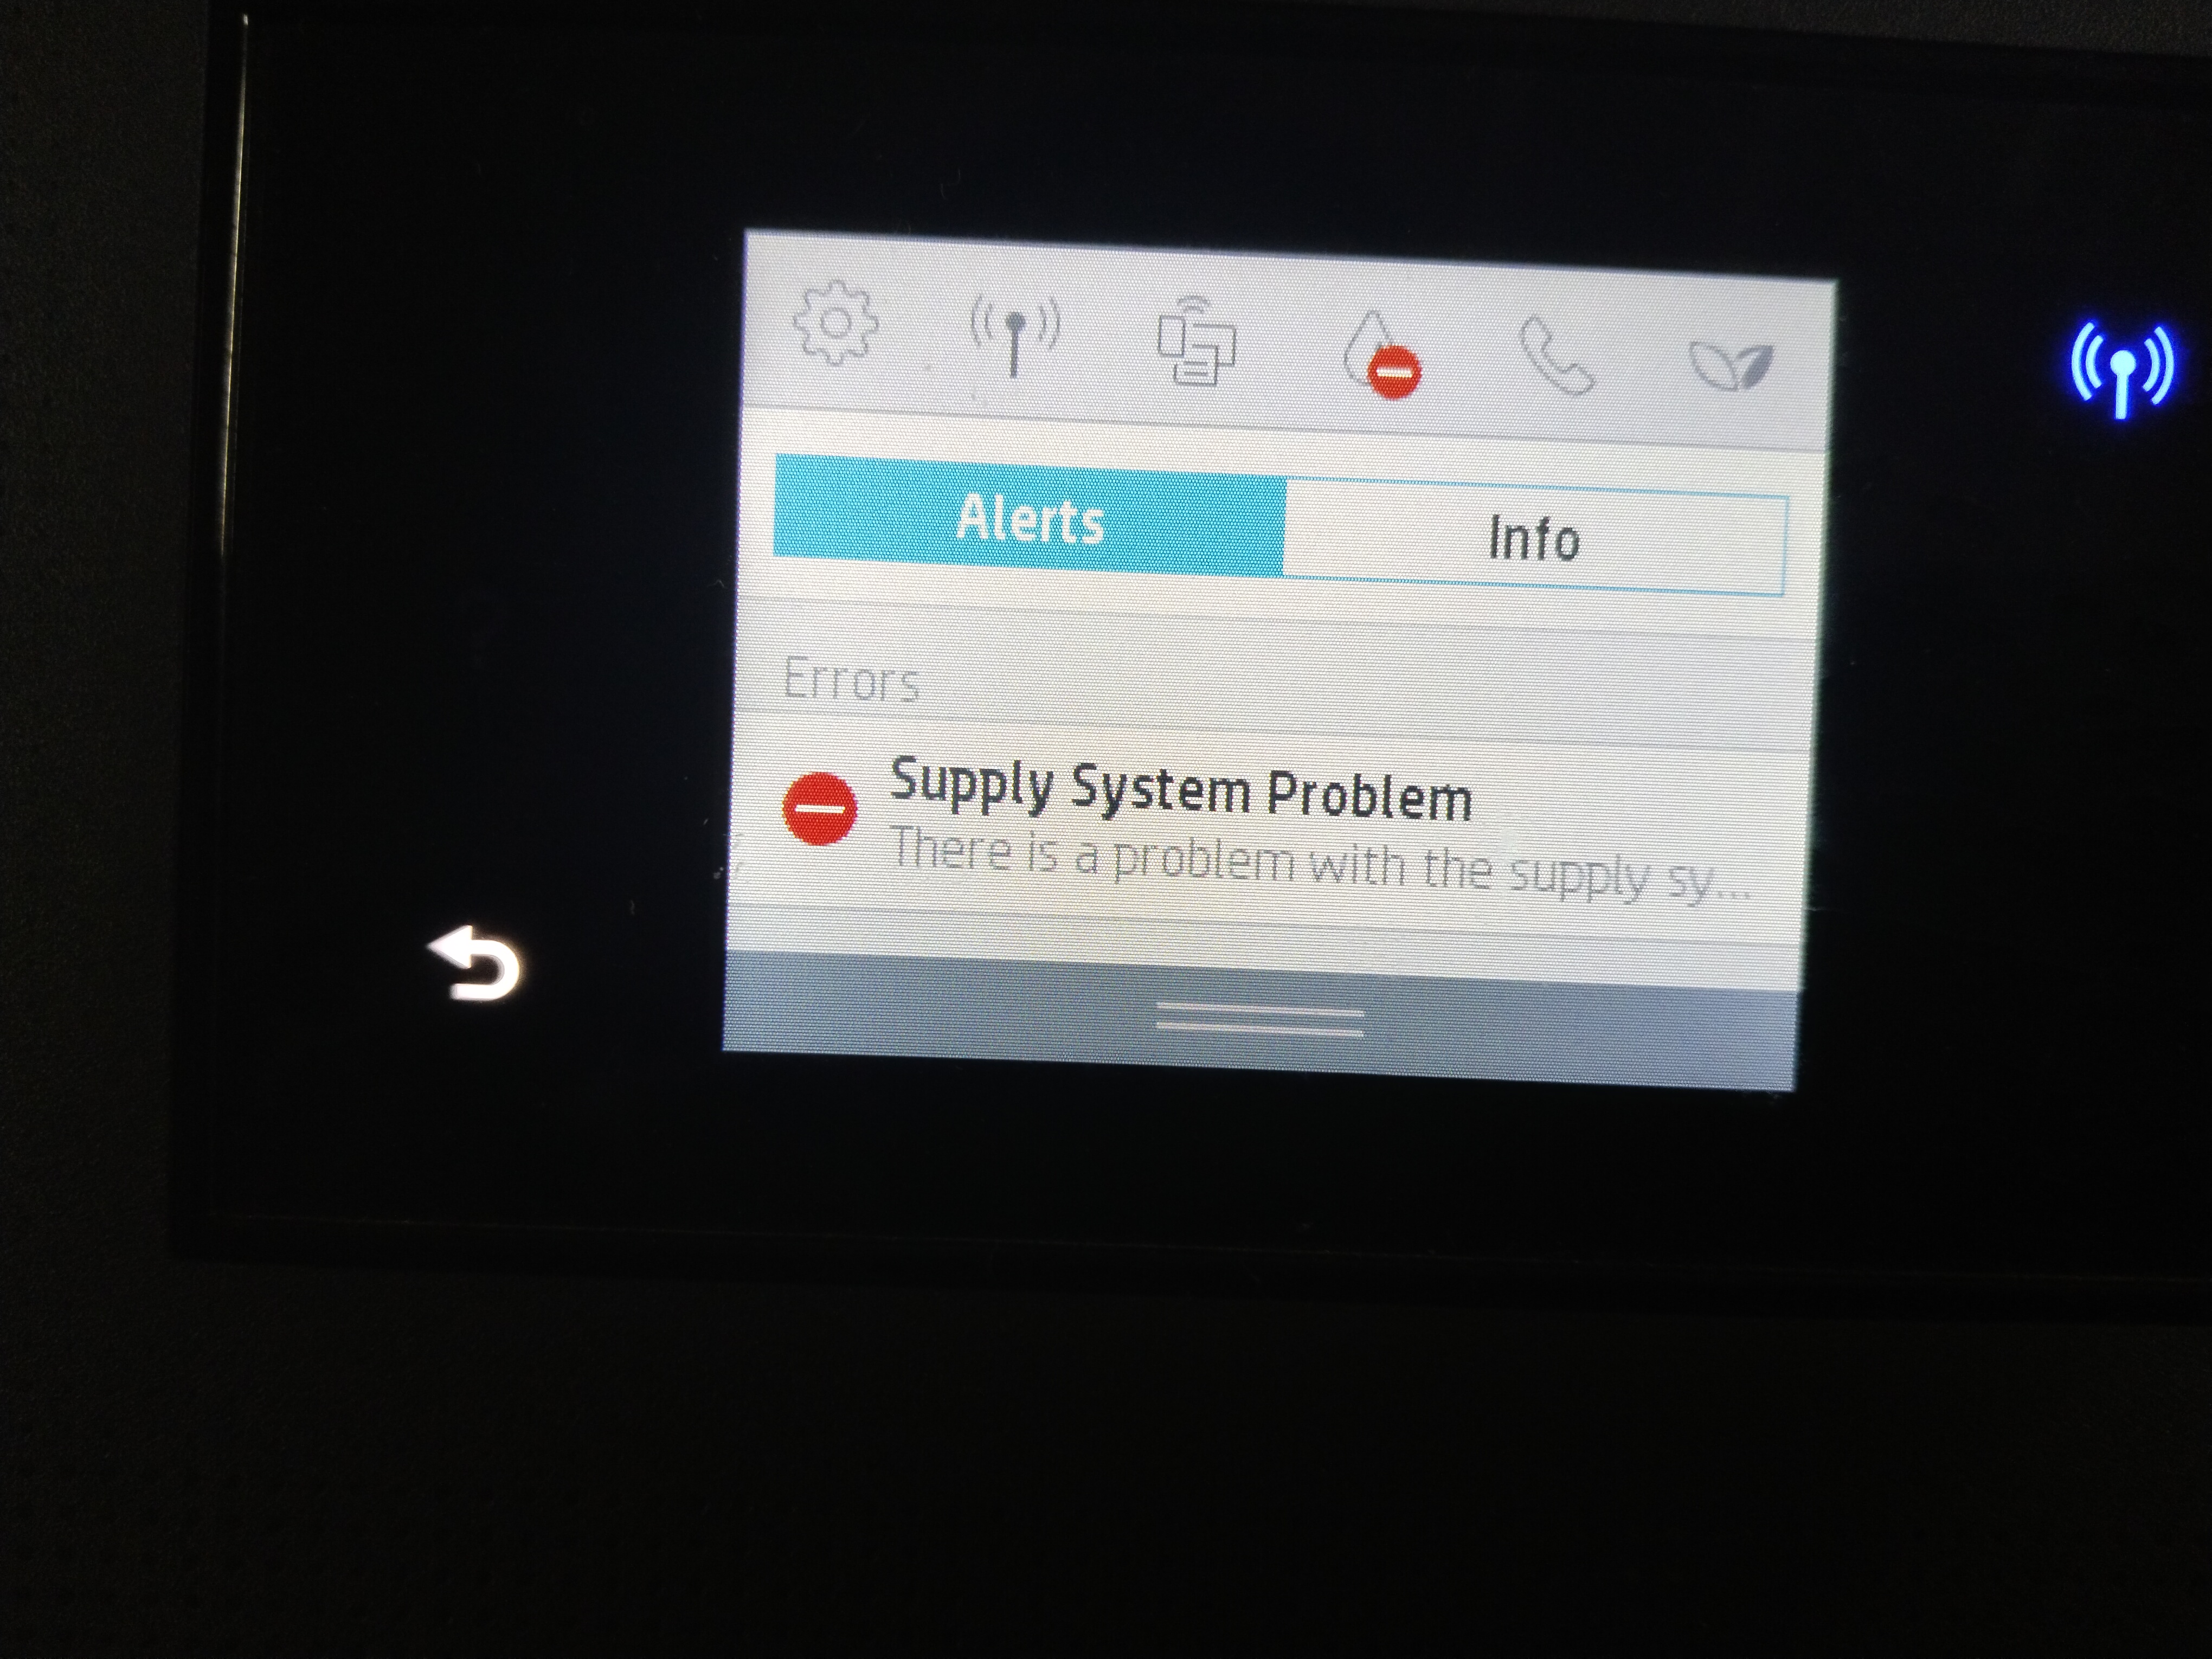 Alerts
Info
Errors
Supply System Problem
There is a problem with the supply sy...